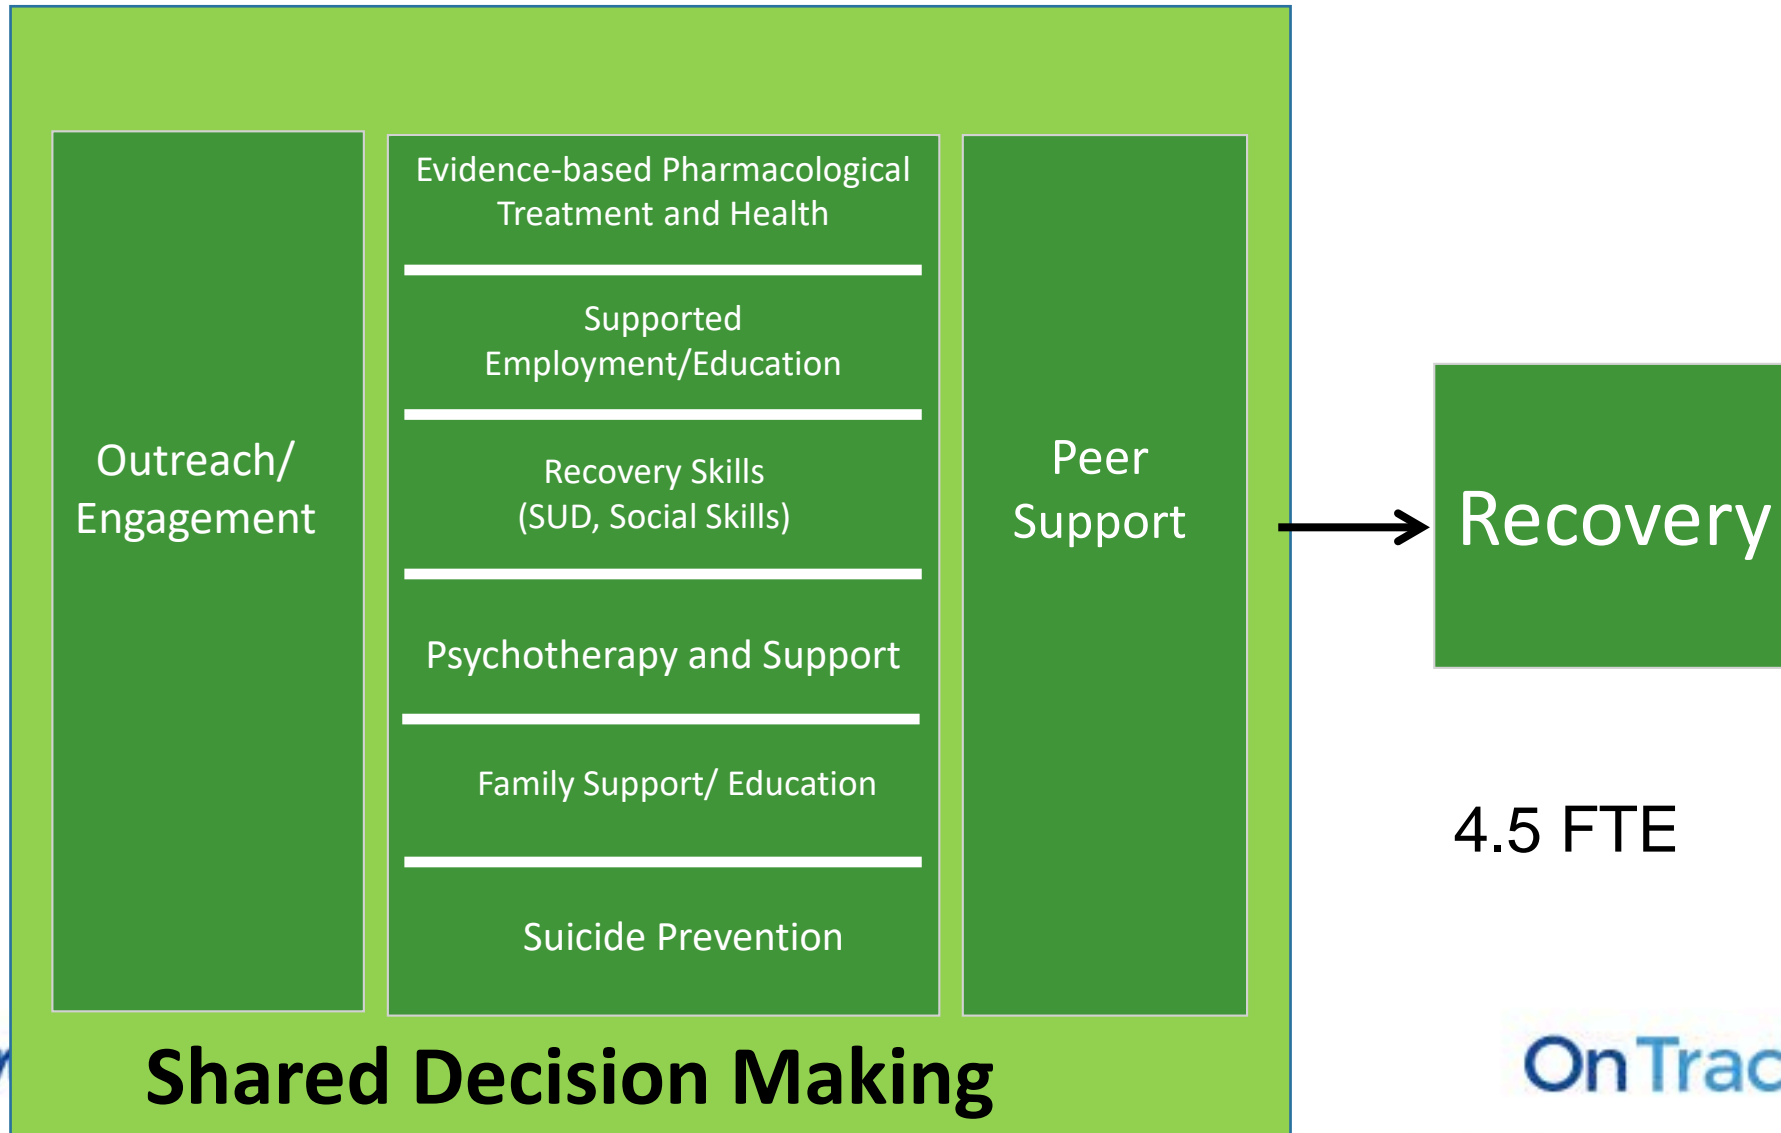 Outreach/
Engagement
Evidence-based Pharmacological
Treatment and Health
Supported
Employment/Education
Recovery Skills
(SUD, Social Skills)
Psychotherapy and Support
Family Support/ Education
Suicide Prevention
Peer
Support
Recovery
4.5 FTE
Shared Decision Making
OnTrac